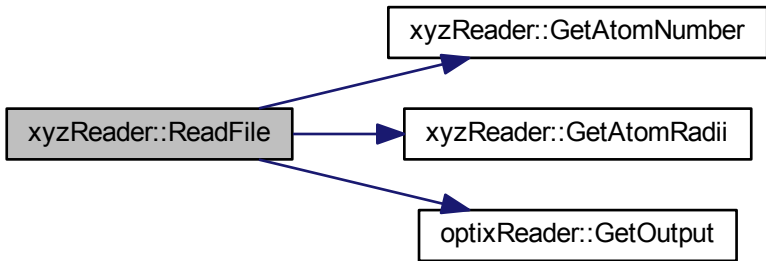 xyzReader::GetAtomNumber
xyzReader::ReadFile
xyzReader::GetAtomRadii
optixReader::GetOutput